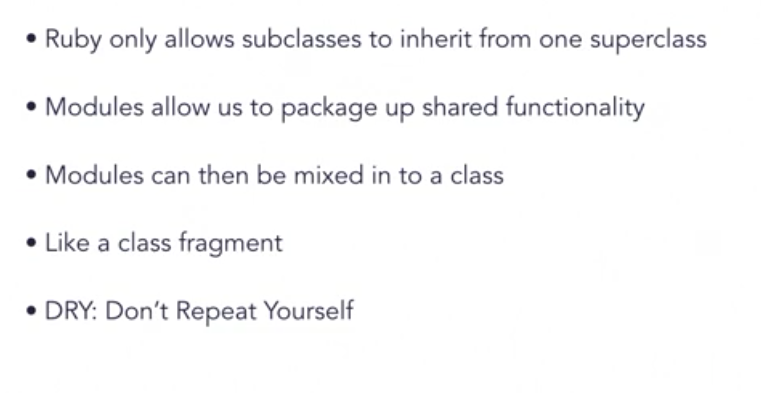 • Ruby only allows subclasses to inherit from one superclass
• Modules allow us to package up shared functionality
• Modules can then be mixed in to a class
• Like a class fragment
• DRY: Don’t Repeat Yourself